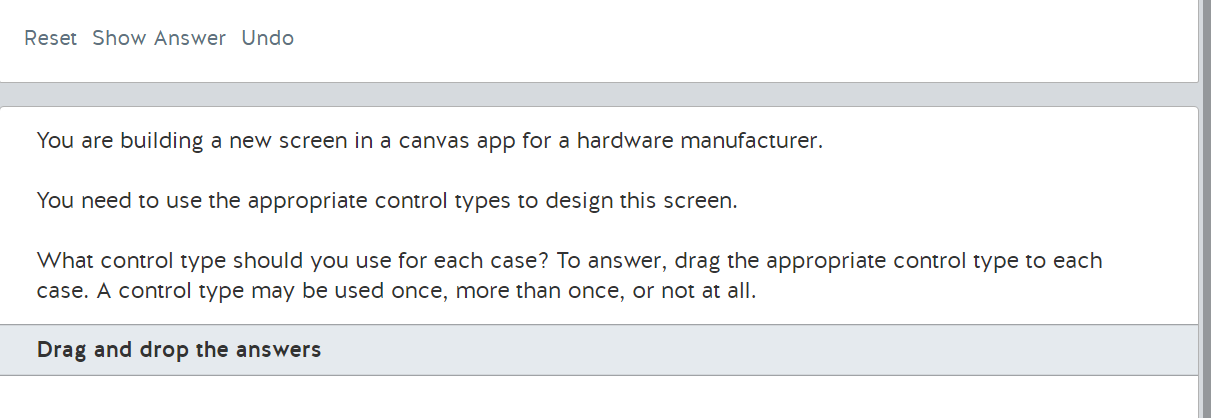 Reset Show Answer Undo
You are building a new screen in a canvas app for a hardware manufacturer.
You need to use the appropriate control types to design this screen.
What control type should you use for each case? To answer, drag the appropriate control type to each
case. A control type may be used once, more than once, or not at all.
Drag and drop the answers